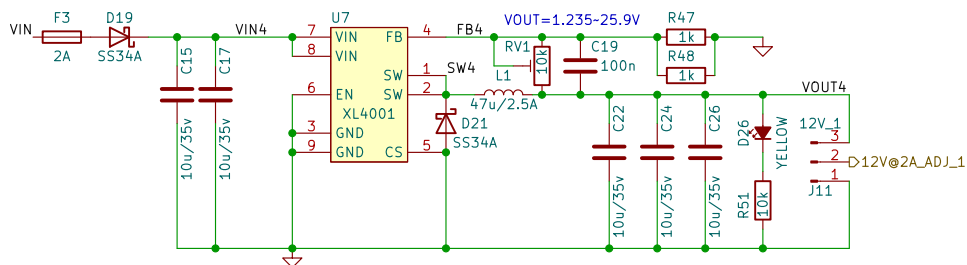 VIN
F3
2A
D19
SS34A
C15
10u/35v
C17
10u/35v
VIN4
U7
7
VIN
8
VIN
6
EN
3
GND
9
GND
XL4001
FB
4
SW
1
SW
2
CS
5
FB4
SW4
VOUT=1.235~25.9V
RV1
10k
L1
47u/2.5A
C19
100n
R47
1k
R48
1k
D21
SS34A
C22
10u/35v
C24
10u/35v
C26
10u/35v
D26
YELLOW
R51
10k
VOUT4
12V_1
3
2
1
J11
12V@2A_ADJ_1